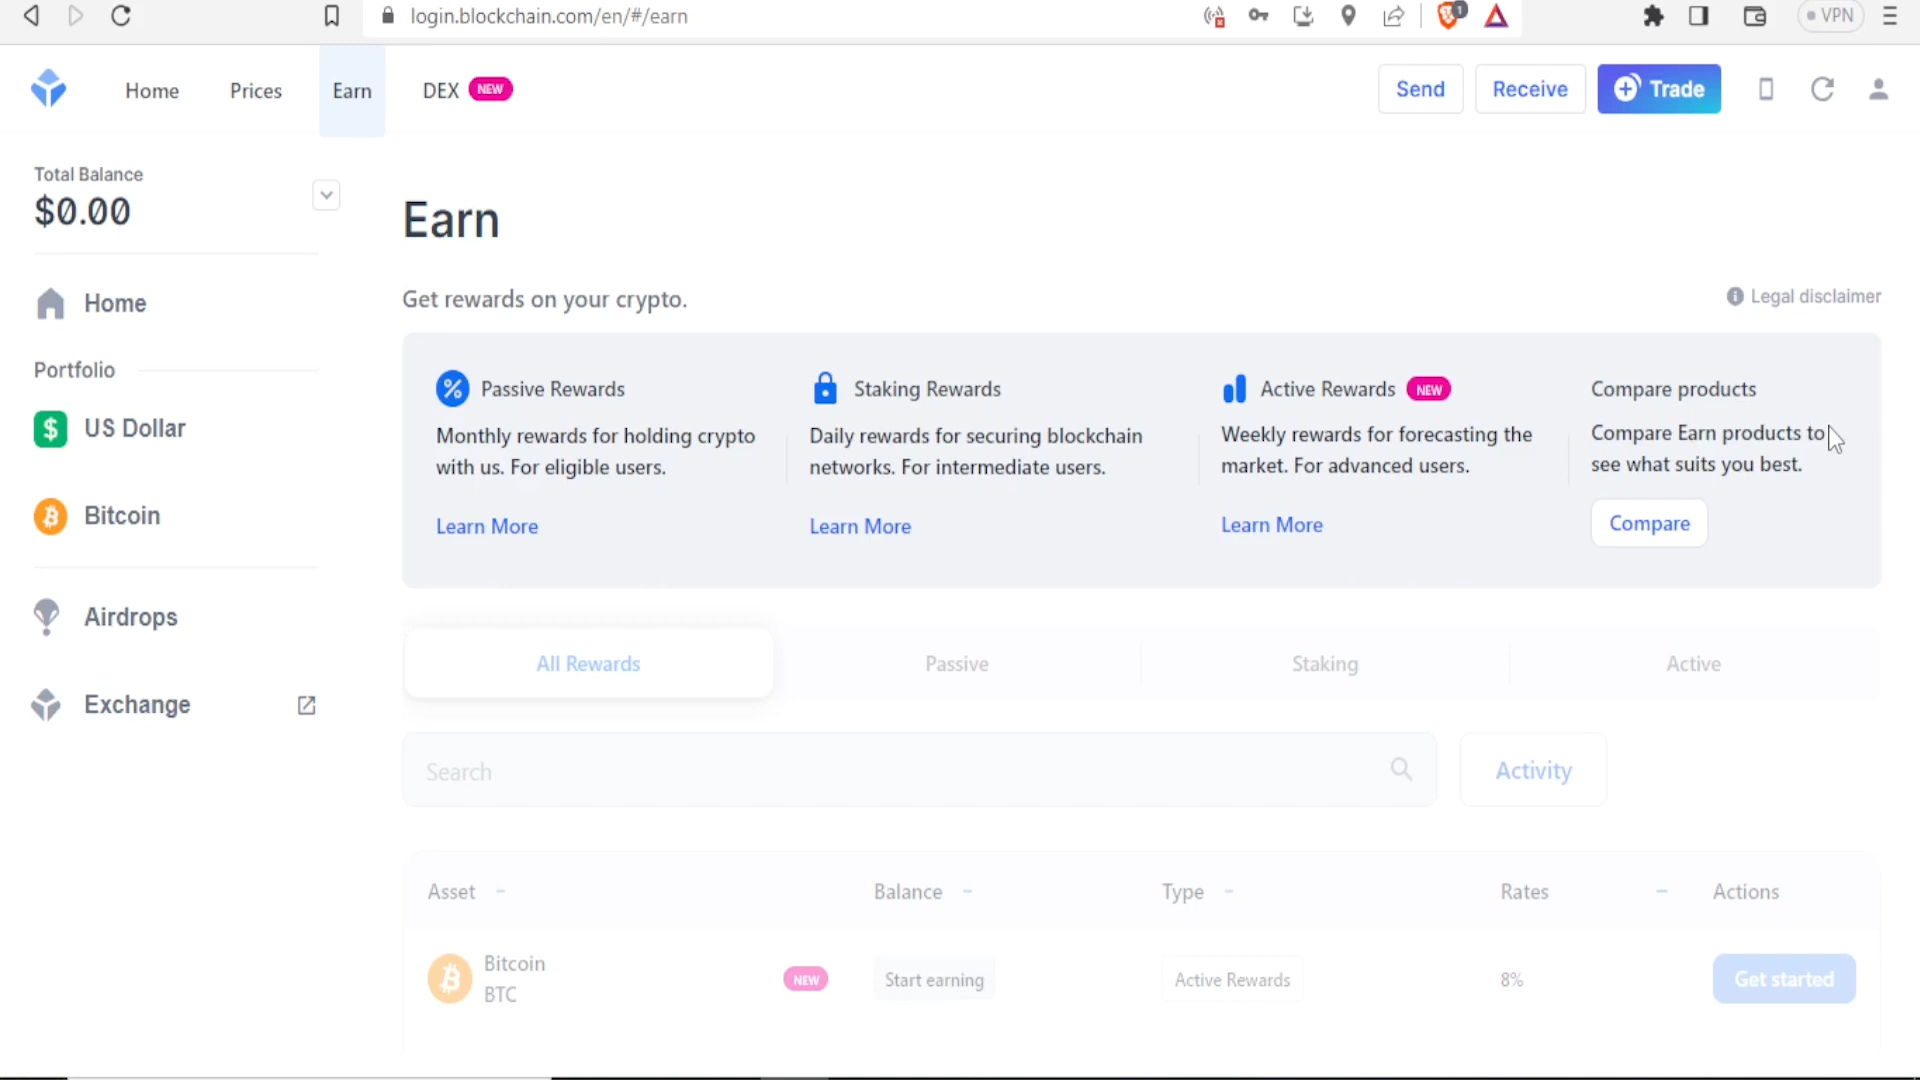 login.blockchain.com/en/#/earn
1
VPN
Home
Prices
Earn
DEX NEW
Send
Receive
Trade
Total Balance
$0.00
Home
Portfolio
US Dollar
Bitcoin
Airdrops
Exchange
Earn
Get rewards on your crypto.
Legal disclaimer
Passive Rewards
Monthly rewards for holding crypto
with us. For eligible users.
Learn More
Staking Rewards
Daily rewards for securing blockchain
networks. For intermediate users.
Learn More
Active Rewards NEW
Weekly rewards for forecasting the
market. For advanced users.
Learn More
Compare products
Compare Earn products to
see what suits you best.
Compare
All Rewards
Passive
Staking
Active
Search
Activity
Asset
Balance
Type
Rates
Actions
Bitcoin
BTC
NEW
Start earning
Active Rewards
8%
Get started